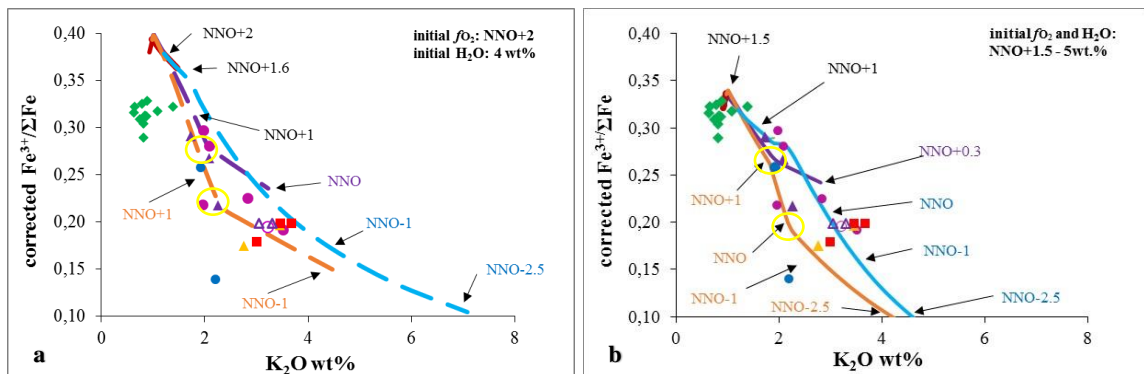 0,40
0,35
0,30
0,25
0,20
0,15
0,10
corrected Fe³⁺/ΣFe
NNO+2
NNO+1.6
NNO+1
NNO
NNO+1
NNO-1
NNO-1
NNO-2.5
initial fO₂: NNO+2
initial H₂O: 4 wt%
a
0 2 4 6 8
K₂O wt%
0,40
0,35
0,30
0,25
0,20
0,15
0,10
corrected Fe³⁺/ΣFe
NNO+1.5
NNO+1
NNO+0.3
NNO+1
NNO
NNO
NNO-1
NNO-1
NNO-2.5
NNO-2.5
initial fO₂ and H₂O:
NNO+1.5 - 5wt.%
b
0 2 4 6 8
K₂O wt%